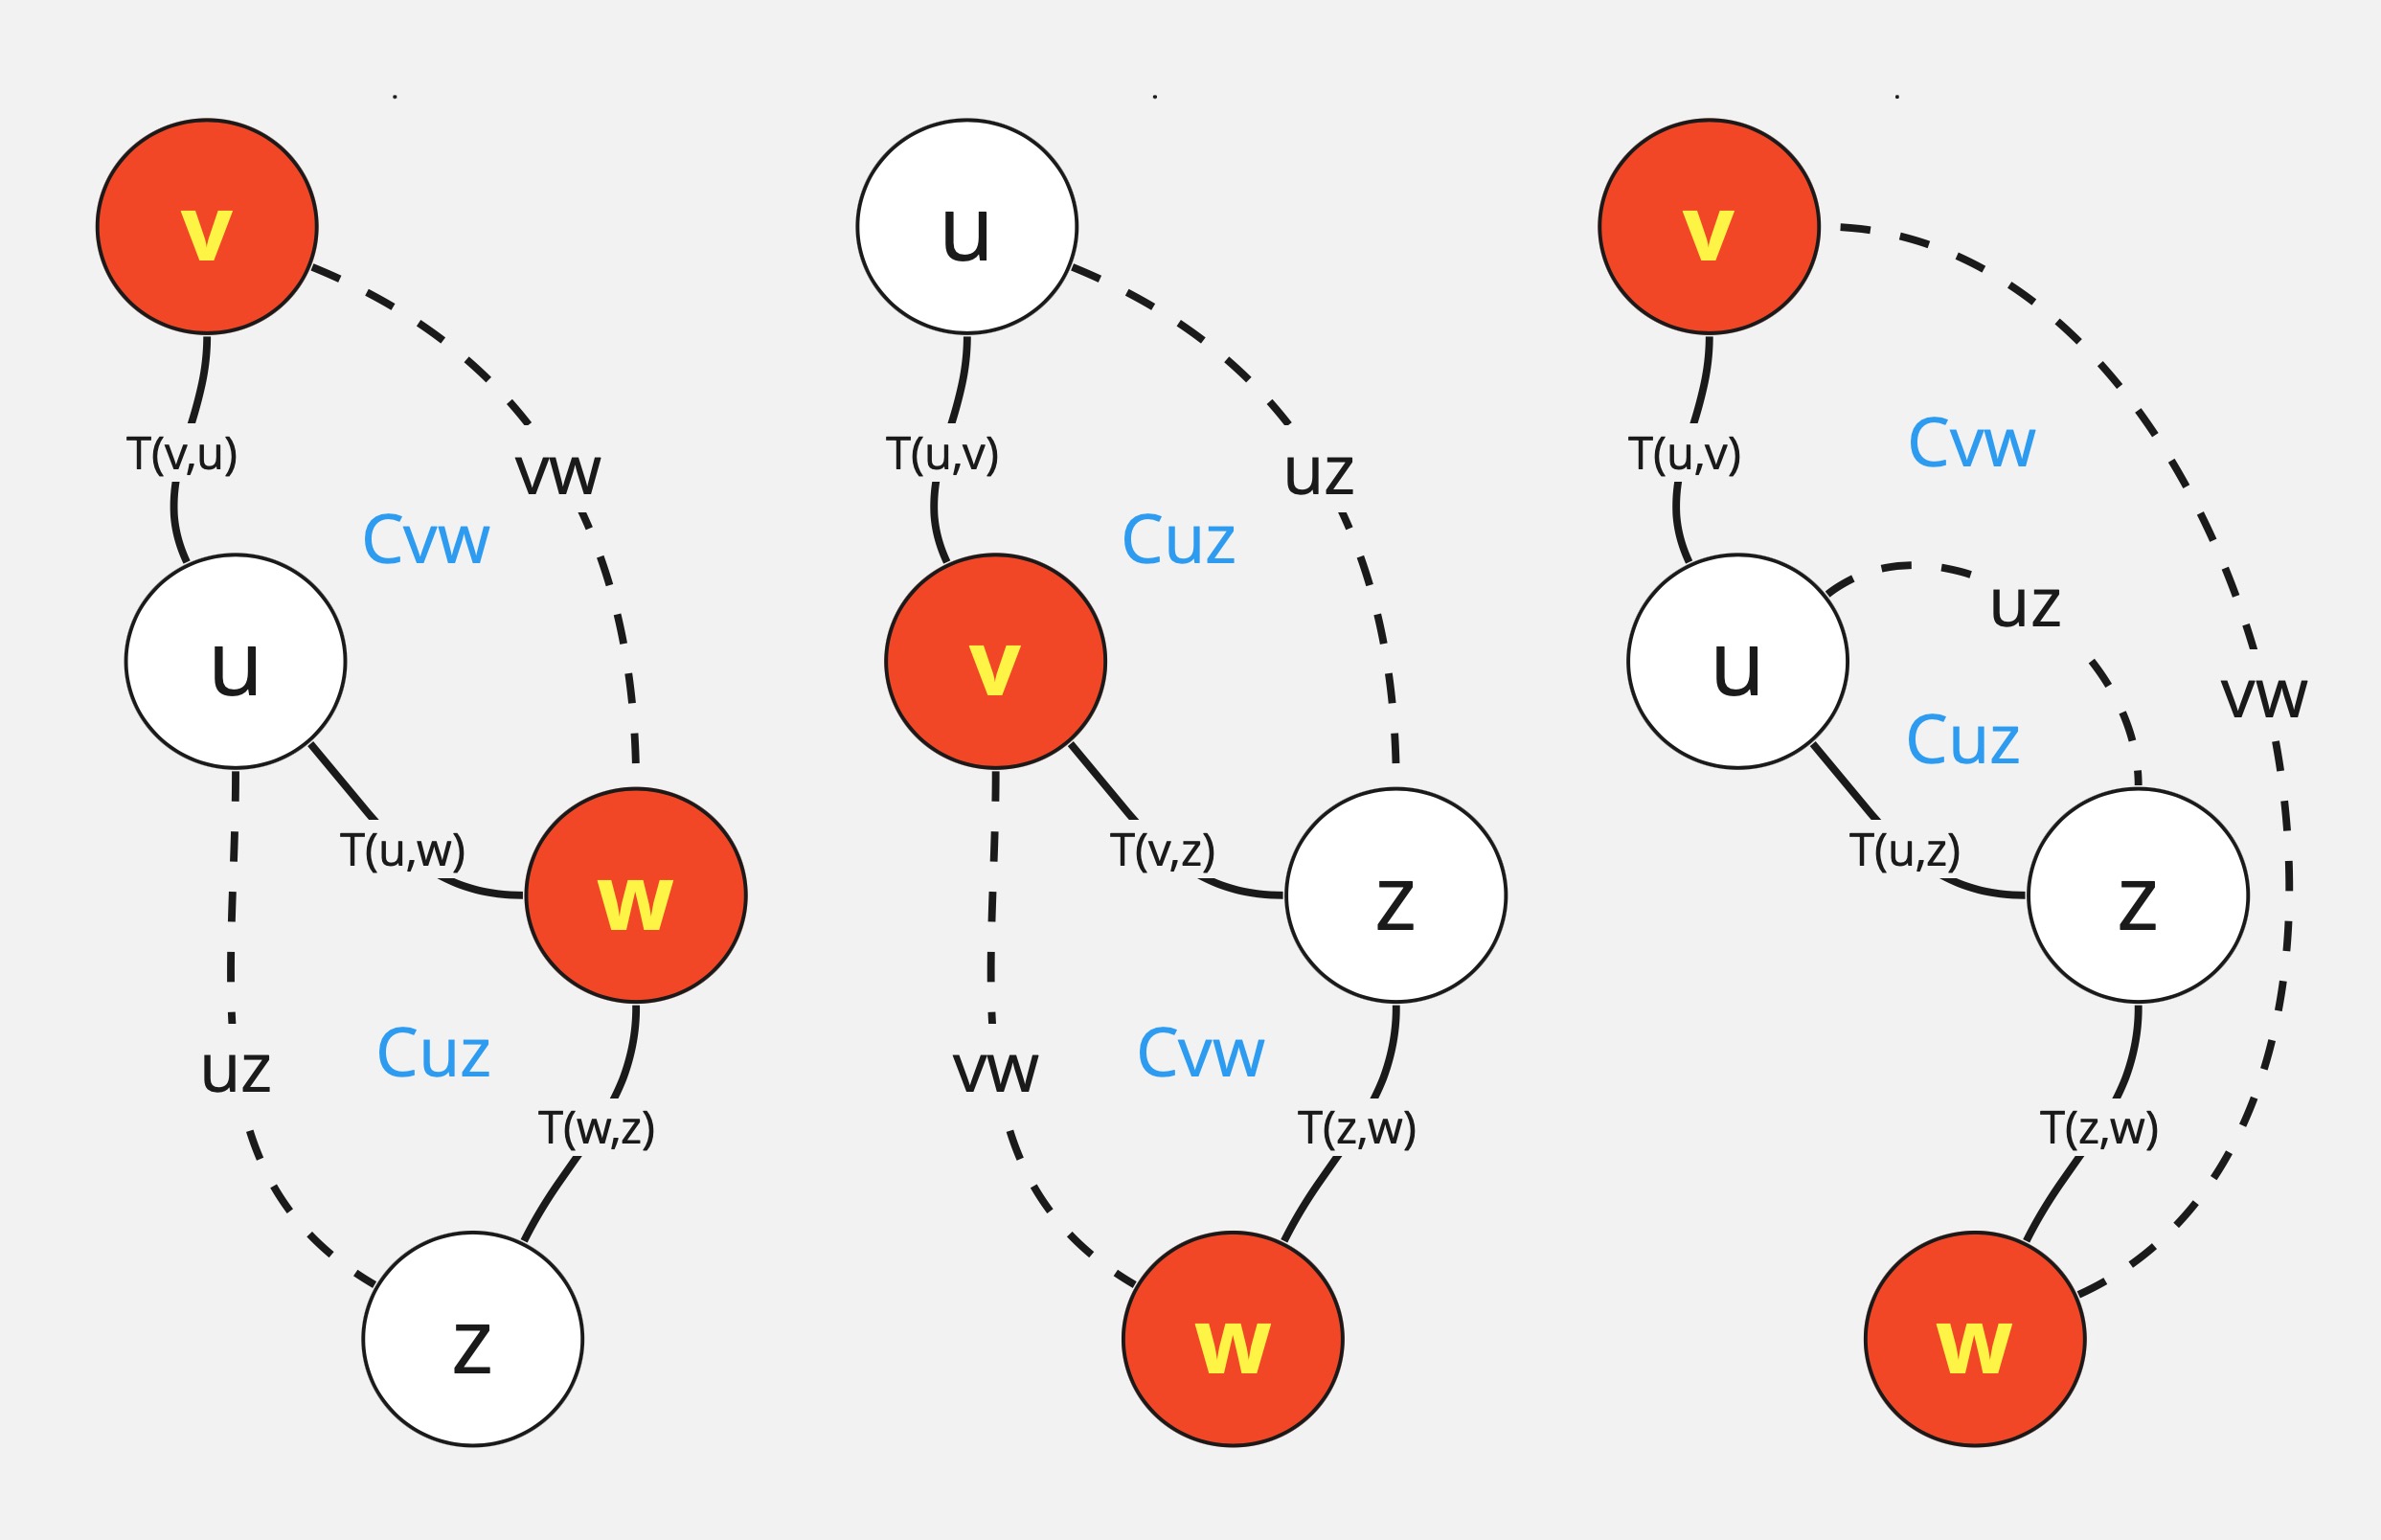 v
T(v,u)
vw
Cvw
u
T(u,w)
w
uz
Cuz
T(w,z)
z
u
T(u,v)
uz
Cuz
v
T(v,z)
z
vw
Cvw
T(z,w)
w
v
T(u,v)
Cvw
uz
u
vw
Cuz
T(u,z)
z
T(z,w)
w